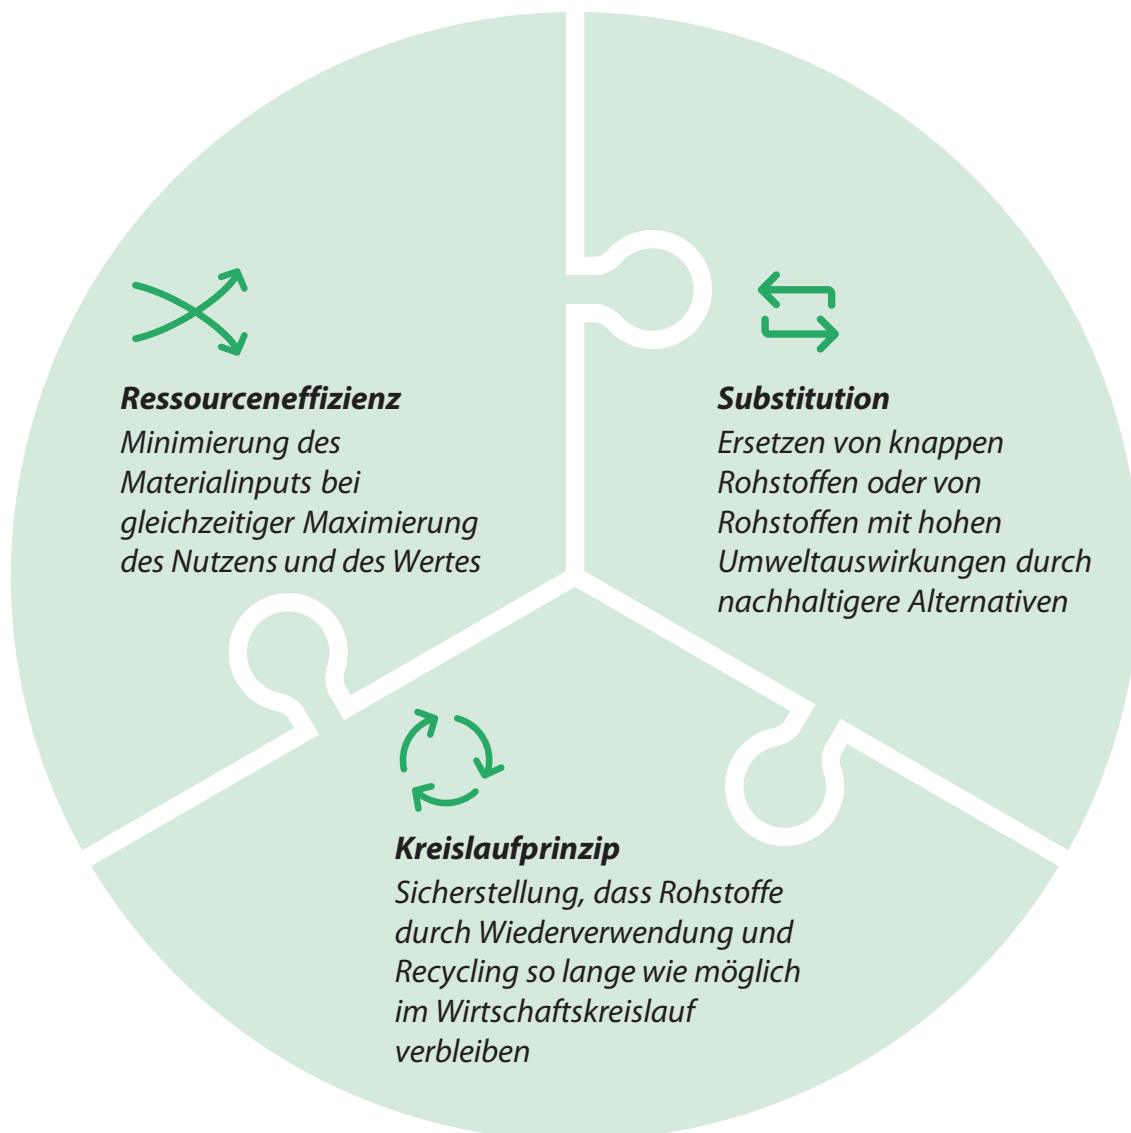 Ressourceneffizienz
Minimierung des
Materialinputs bei
gleichzeitiger Maximierung
des Nutzens und des Wertes
Substitution
Ersetzen von knappen
Rohstoffen oder von
Rohstoffen mit hohen
Umweltauswirkungen durch
nachhaltigere Alternativen
Kreislaufprinzip
Sicherstellung, dass Rohstoffe
durch Wiederverwendung und
Recycling so lange wie möglich
im Wirtschaftskreislauf
verbleiben